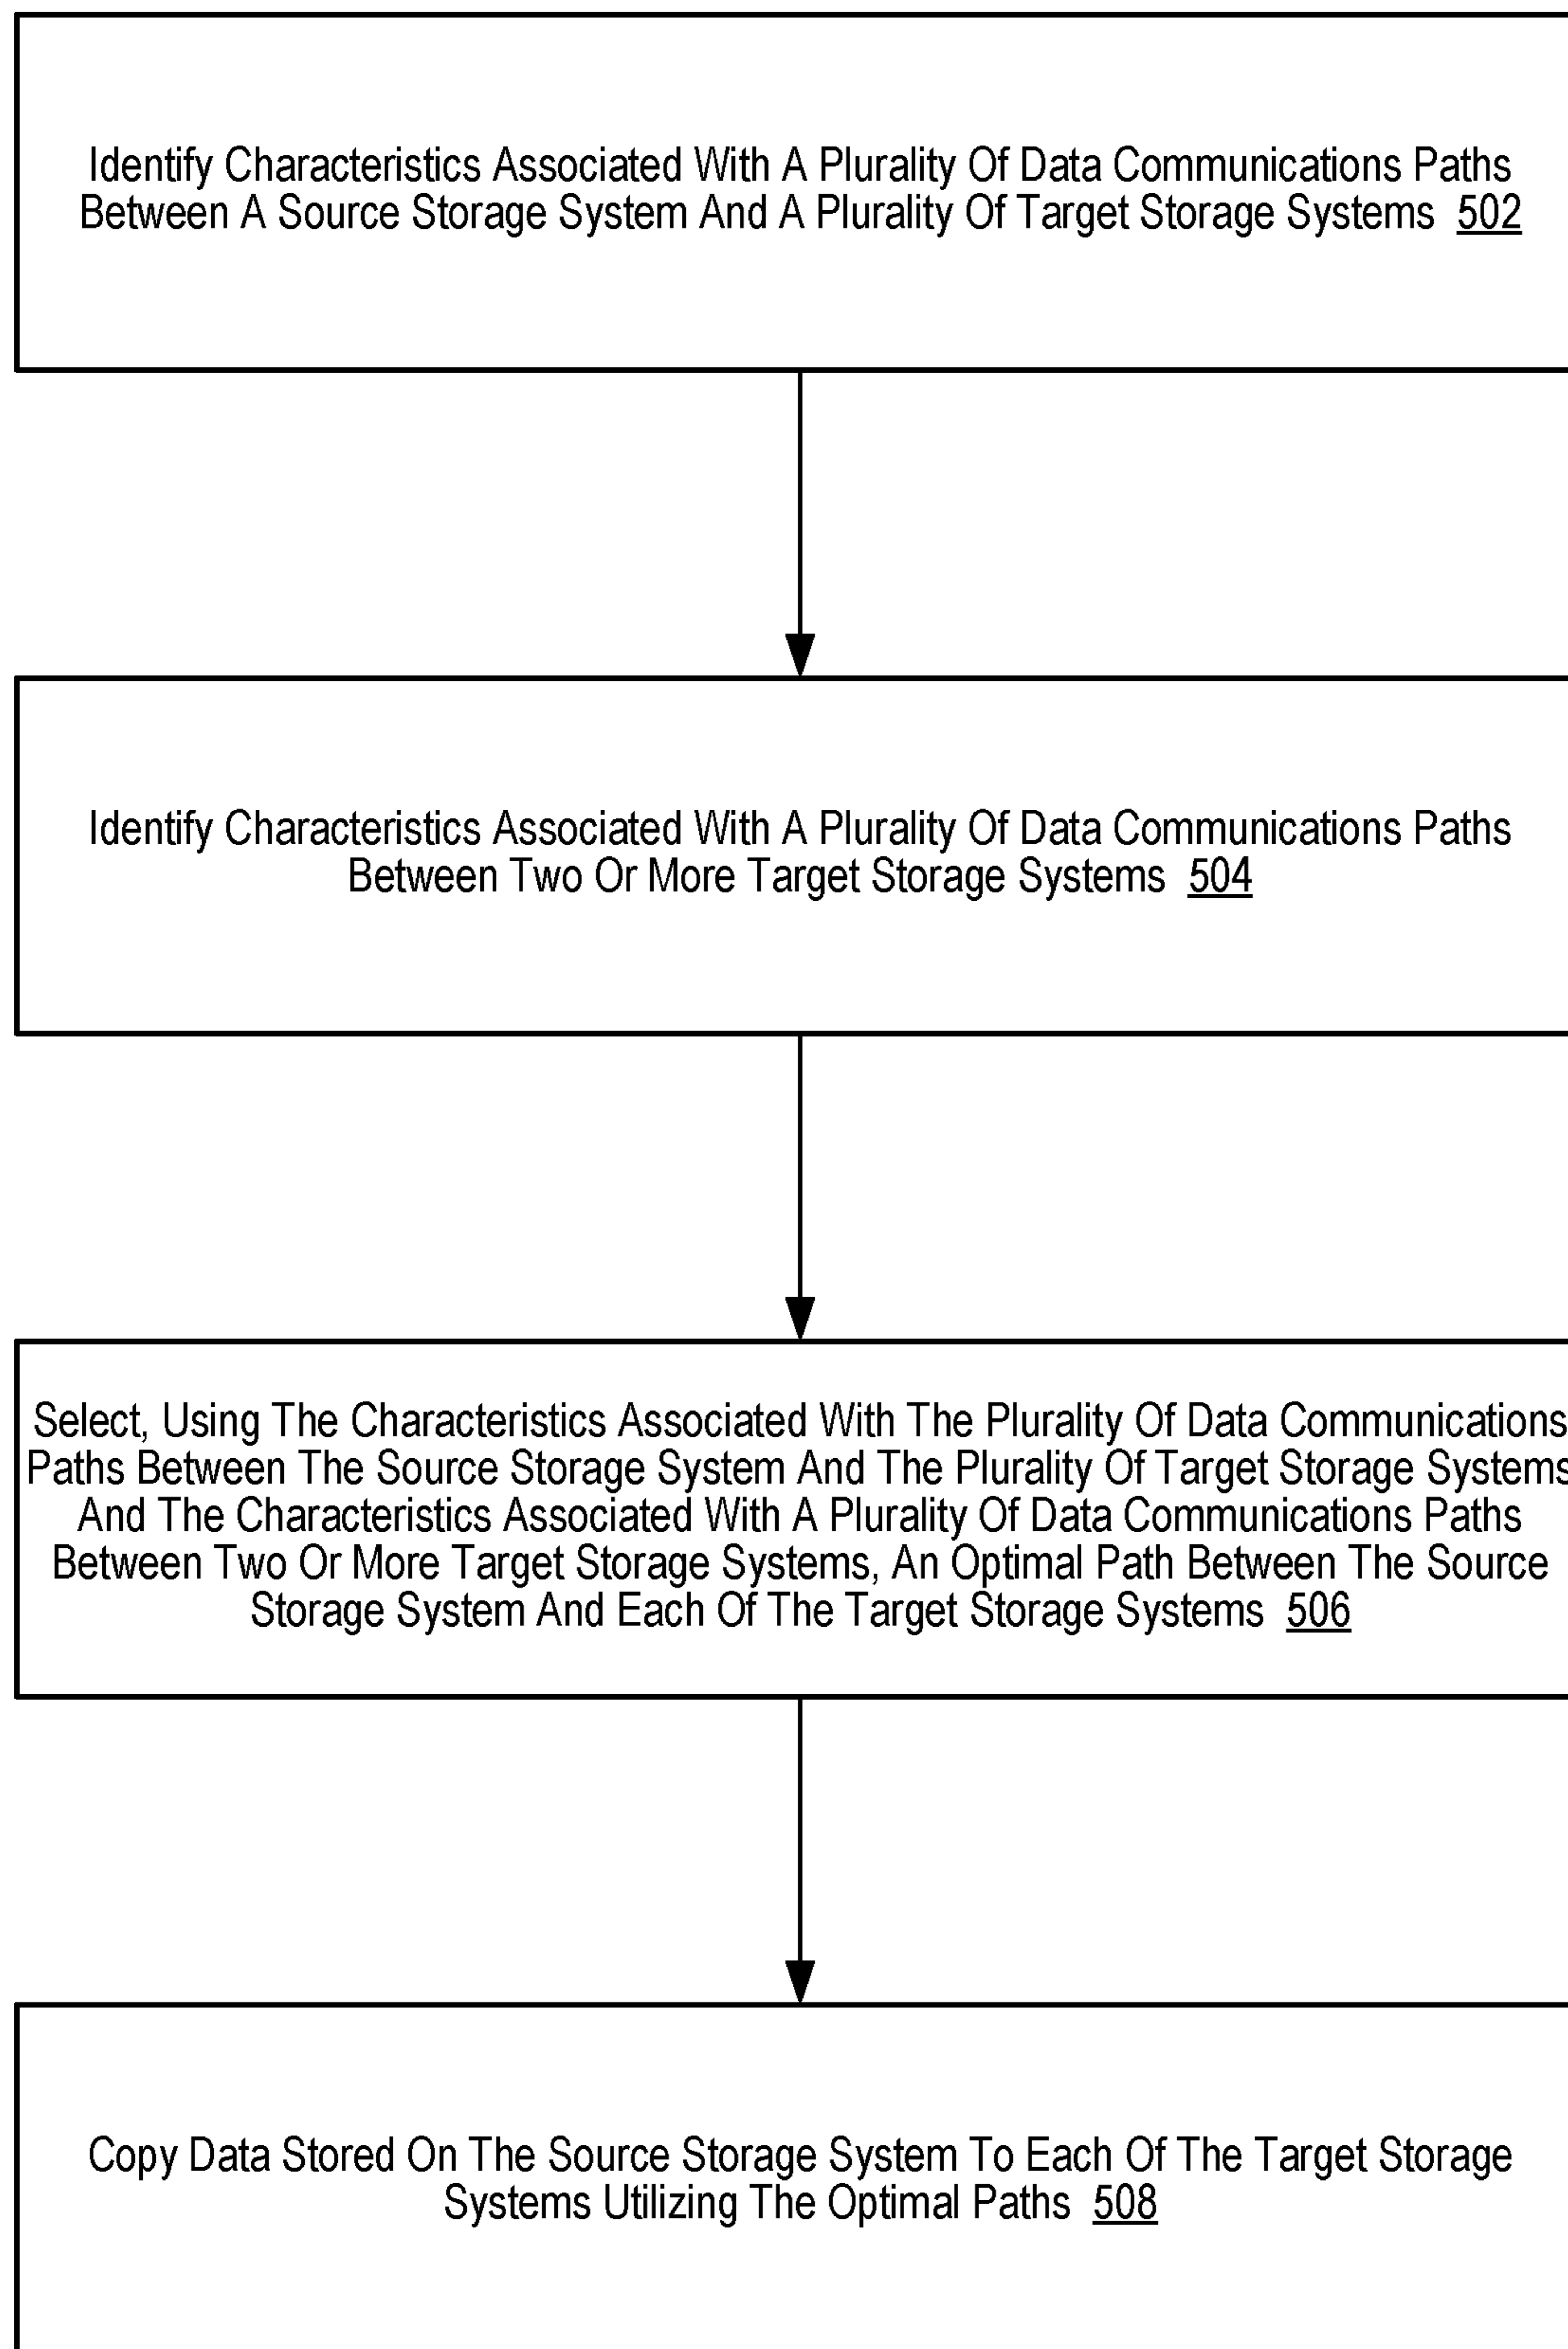 Identify Characteristics Associated With A Plurality Of Data Communications Paths
Between A Source Storage System And A Plurality Of Target Storage Systems 502
Identify Characteristics Associated With A Plurality Of Data Communications Paths
Between Two Or More Target Storage Systems 504
Select, Using The Characteristics Associated With The Plurality Of Data Communications
Paths Between The Source Storage System And The Plurality Of Target Storage Systems
And The Characteristics Associated With A Plurality Of Data Communications Paths
Between Two Or More Target Storage Systems, An Optimal Path Between The Source
Storage System And Each Of The Target Storage Systems 506
Copy Data Stored On The Source Storage System To Each Of The Target Storage
Systems Utilizing The Optimal Paths 508